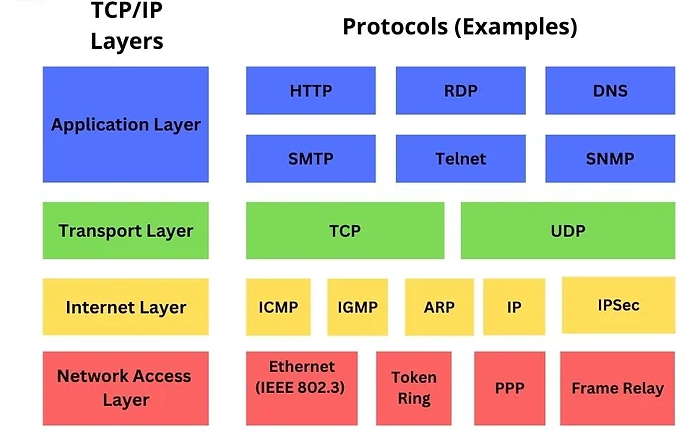 TCP/IP
Layers
Protocols (Examples)
Application Layer
HTTP
RDP
DNS
SMTP
Telnet
SNMP
Transport Layer
TCP
UDP
Internet Layer
ICMP
IGMP
ARP
IP
IPSec
Network Access
Layer
Ethernet
(IEEE 802.3)
Token
Ring
PPP
Frame Relay